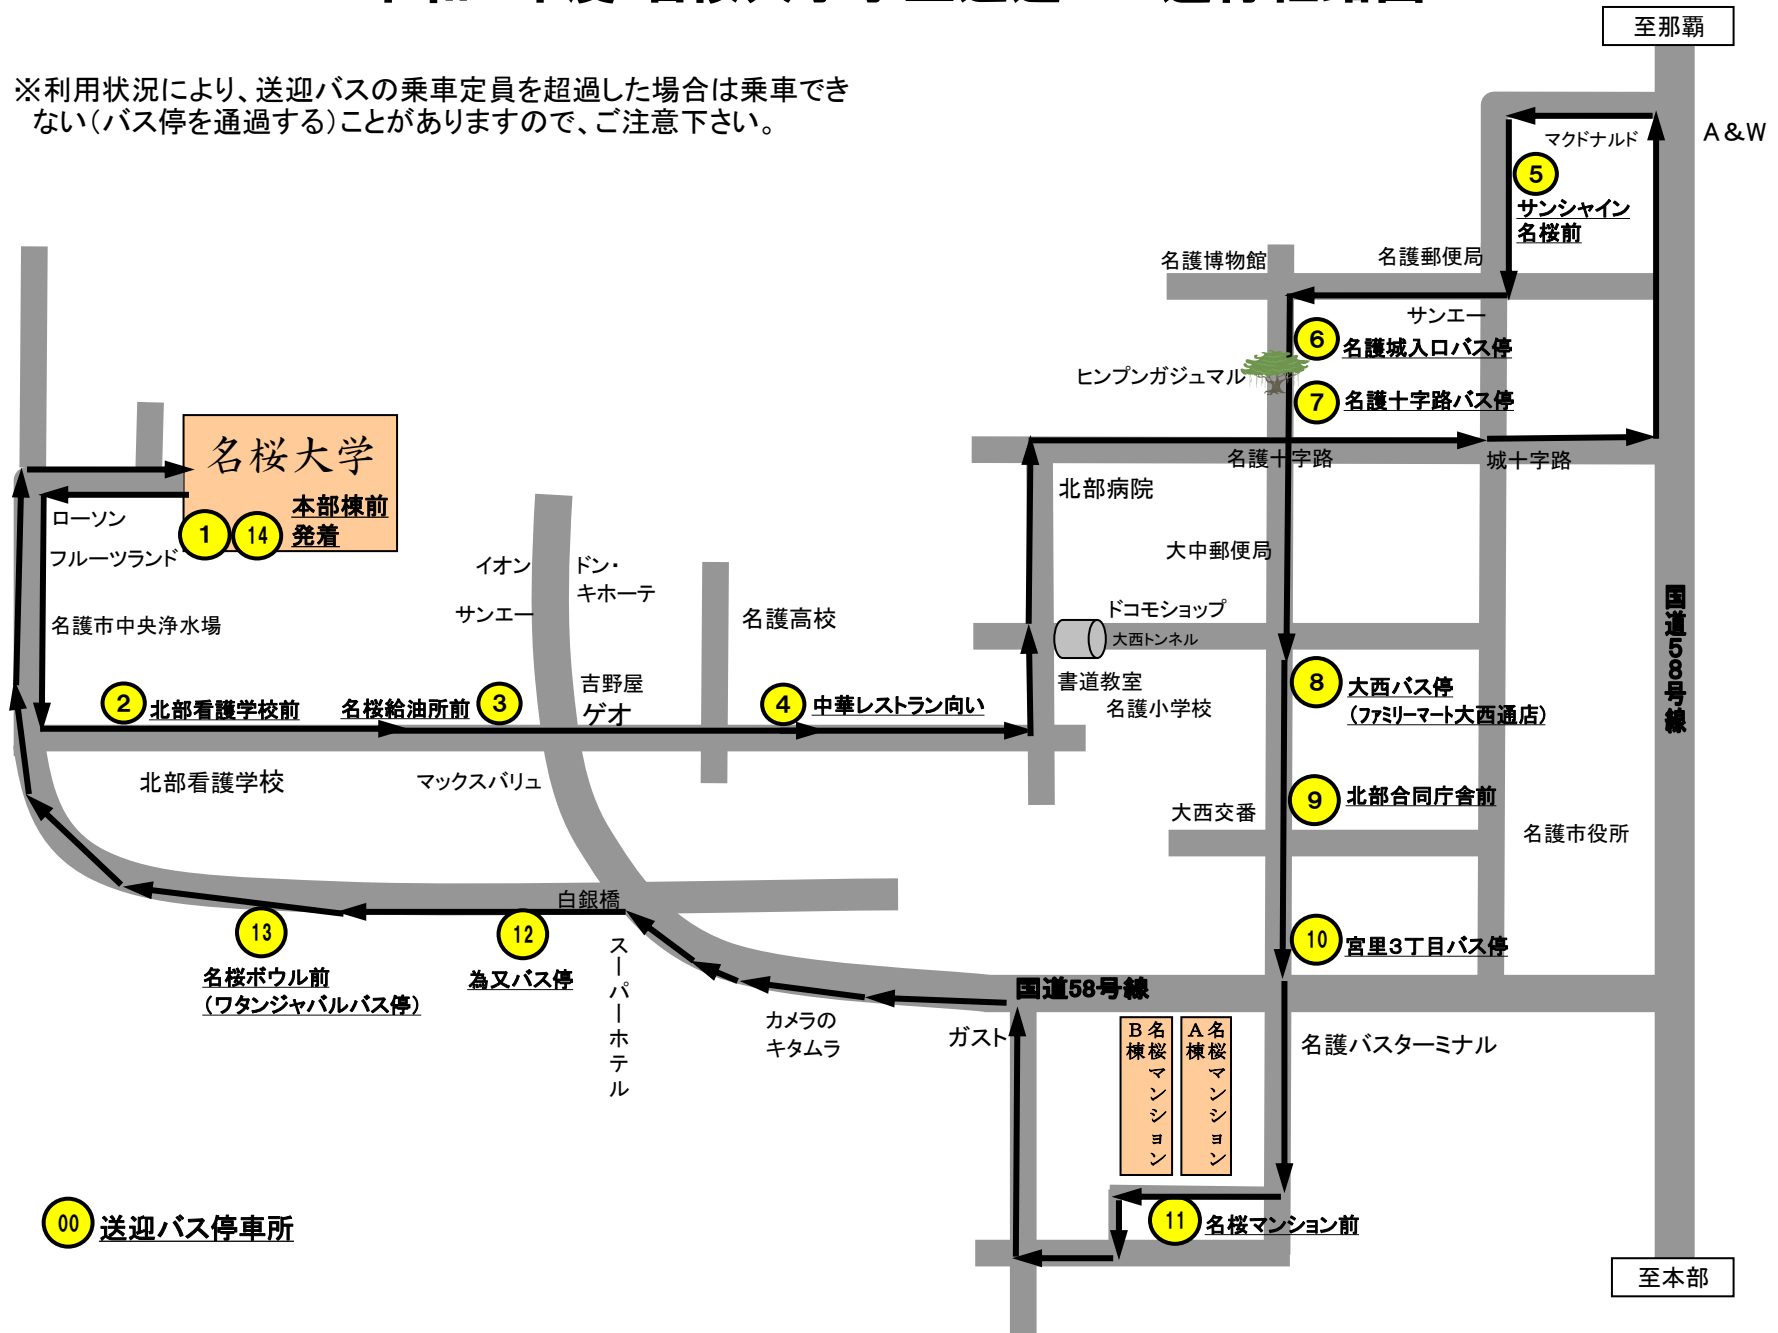 至那覇
※利用状況により、送迎バスの乗車定員を超過した場合は乗車でき
ない（バス停を通過する）ことがありますので、ご注意下さい。
A＆W
マクドナルド
5
サンシャイン
名桜前
名護博物館
名護郵便局
サンエー
6
名護城入口バス停
ヒンプンガジュマル
7
名護十字路バス停
名桜大学
本部棟前
発着
1
14
ローソン
フルーツランド
名護市中央浄水場
名護十字路
城十字路
北部病院
大中郵便局
イオン
サンエー
ドン・
キホーテ
名護高校
ドコモショップ
大西トンネル
国道58号線
2
北部看護学校前
名桜給油所前
3
吉野屋
ゲオ
4
中華レストラン向い
書道教室
名護小学校
8
大西バス停
（ファミリーマート大西通店）
北部看護学校
マックスバリュ
大西交番
9
北部合同庁舎前
名護市役所
白銀橋
13
名桜ボウル前
（ワタンジャバルバス停）
12
為又バス停
スーパーホテル
カメラの
キタムラ
10
宮里3丁目バス停
国道58号線
ガスト
名桜マンション
B棟
名桜マンション
A棟
名護バスターミナル
11
名桜マンション前
00
送迎バス停車所
至本部